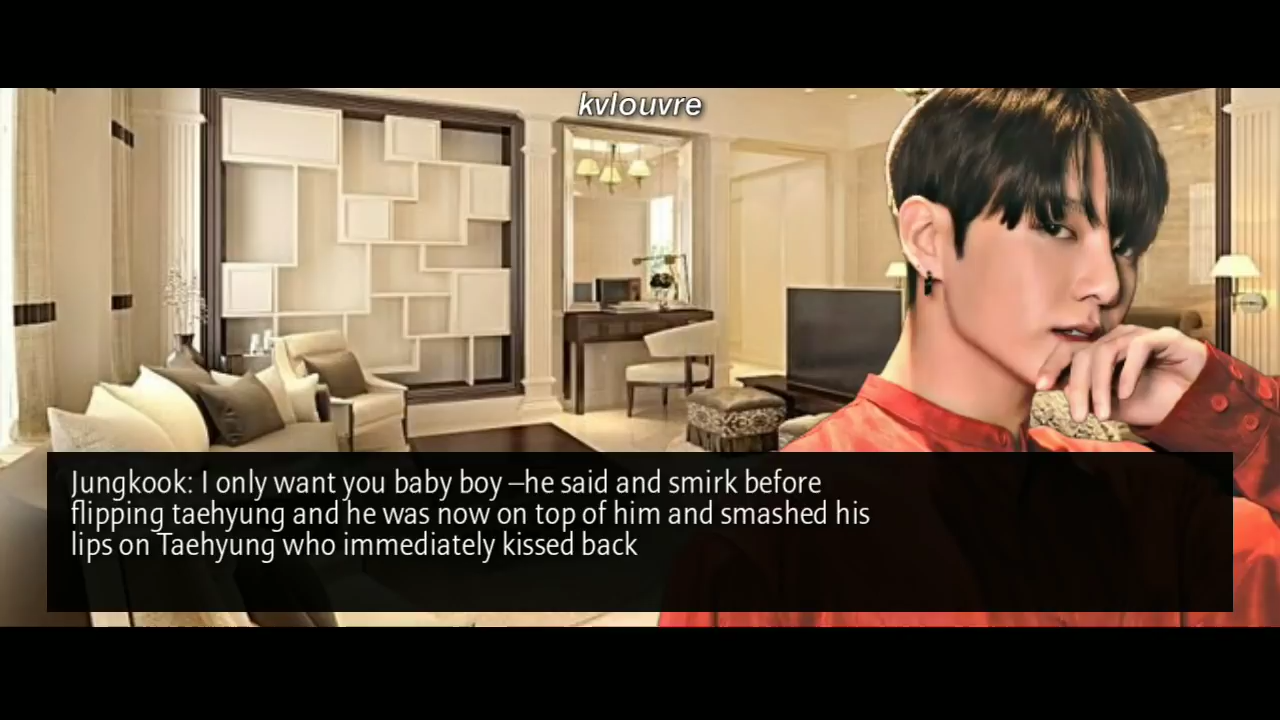 kvlouvre
Jungkook: I only want you baby boy –he said and smirk before
flipping taehyung and he was now on top of him and smashed his
lips on Taehyung who immediately kissed back